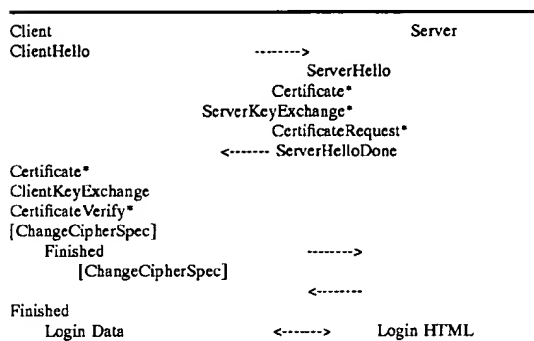 Client Server
ClientHello -------->
ServerHello
Certificate*
ServerKeyExchange*
CertificateRequest*
<------- ServerHelloDone
Certificate*
ClientKeyExchange
CertificateVerify*
[ChangeCipherSpec]
Finished -------->
[ChangeCipherSpec]
<--------
Finished
Login Data <-------> Login HTML